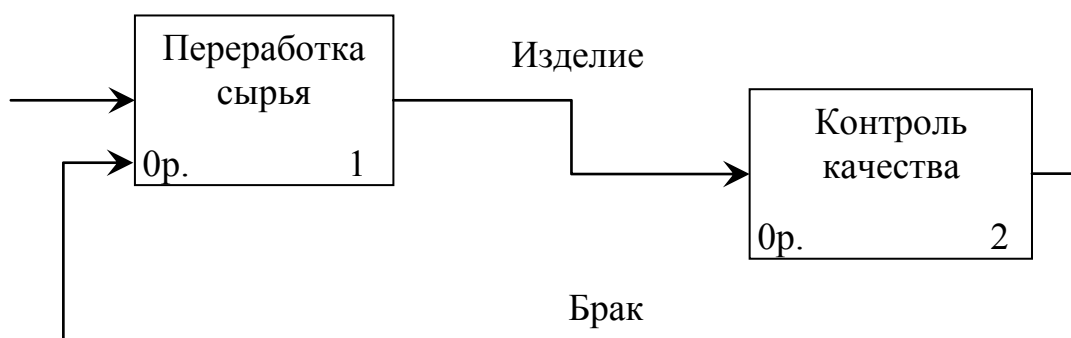 Переработка
сырья
0р. 1
Изделие
Контроль
качества
0р. 2
Брак